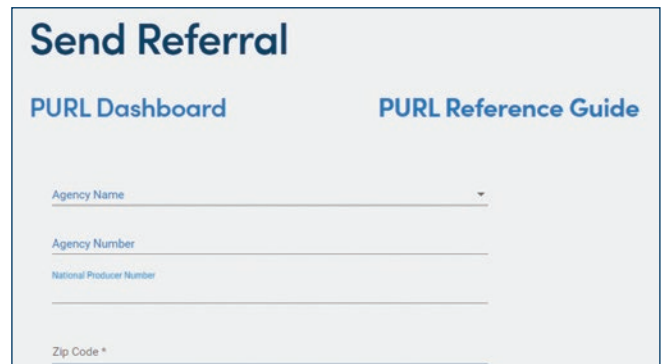 Send Referral
PURL Dashboard PURL Reference Guide
Agency Name
Agency Number
National Producer Number
Zip Code *